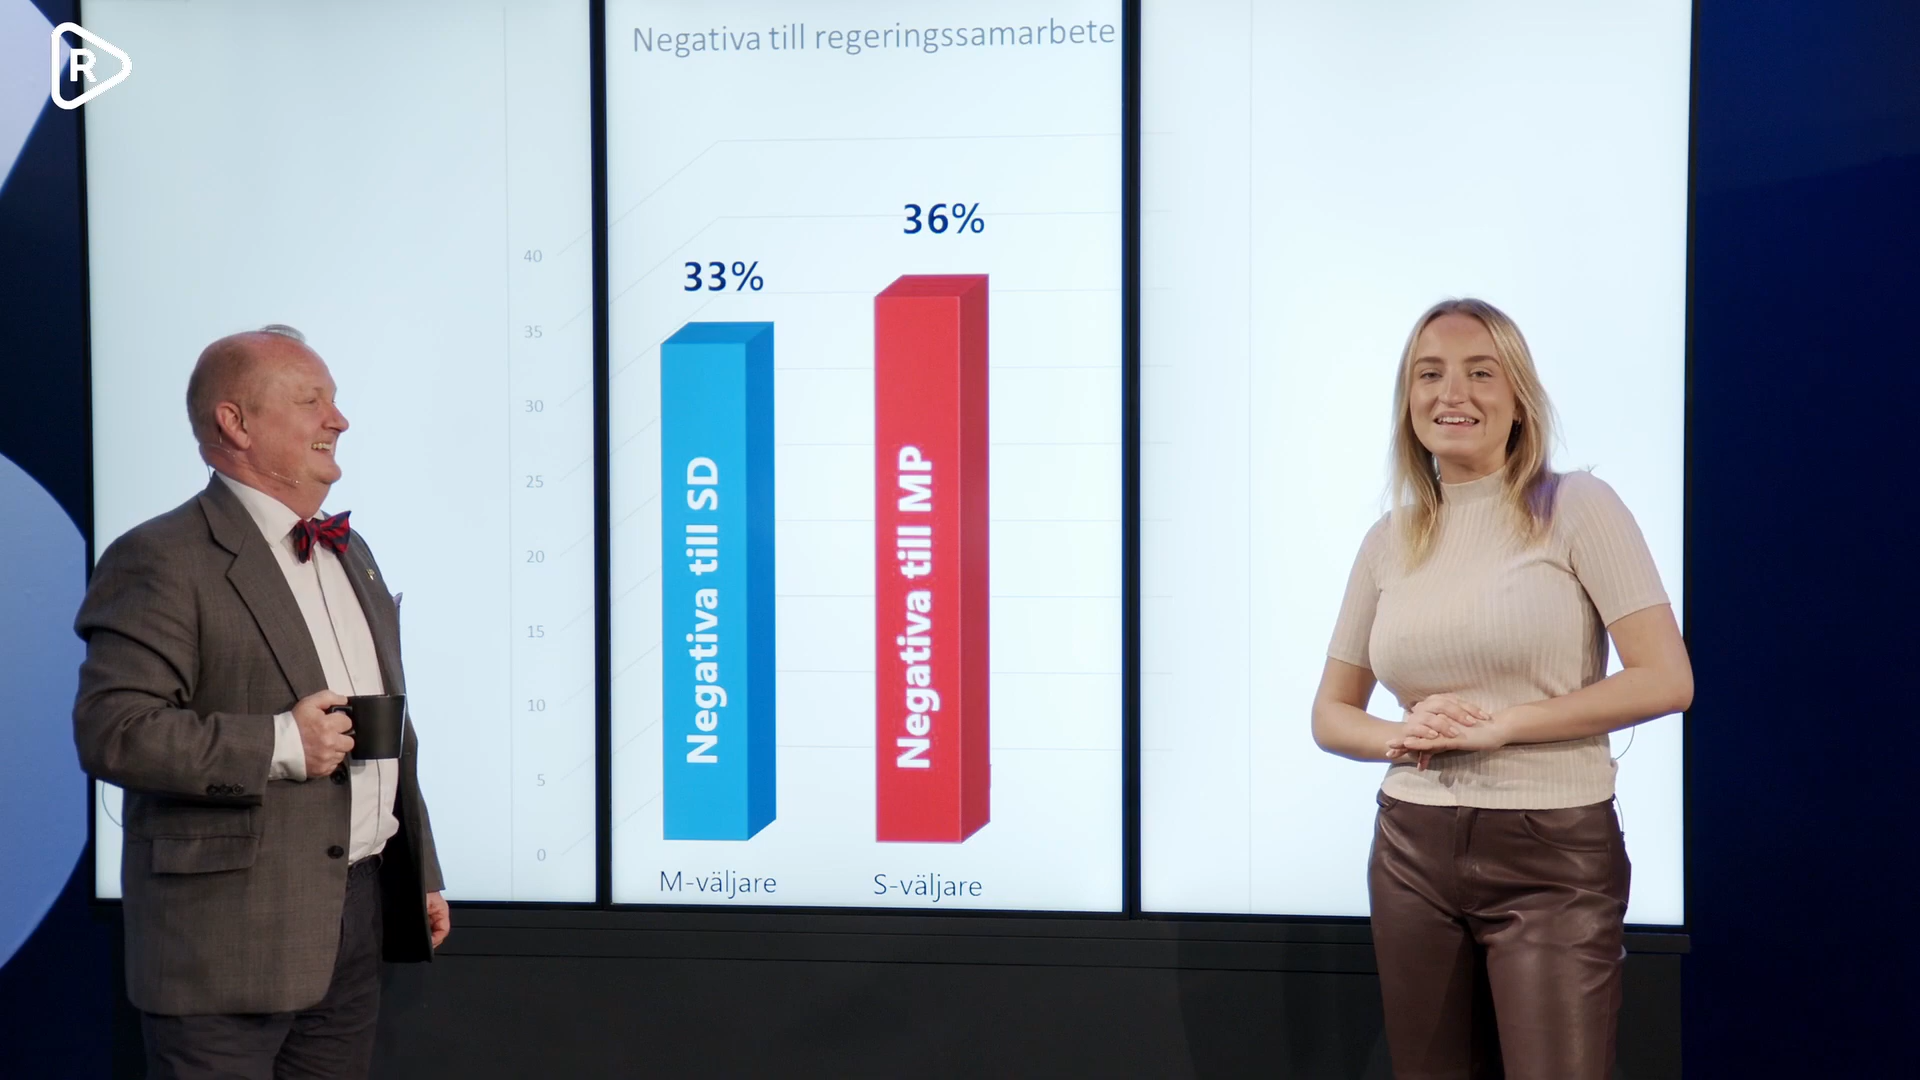 R
Negativa till regeringssamarbete
40
35
30
25
20
15
10
5
0
33%
36%
Negativa till SD
Negativa till MP
M-väljare
S-väljare